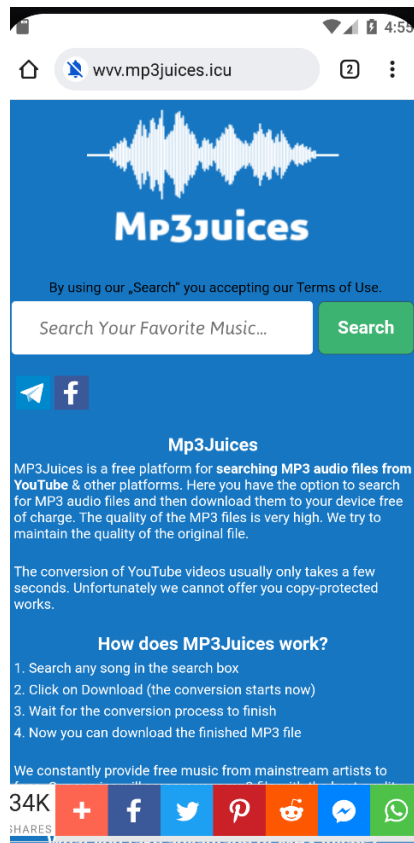 4:55
wvv.mp3juices.icu
2
Mp3Juices
By using our „Search" you accepting our Terms of Use.
Search Your Favorite Music...
Search
Mp3Juices
MP3Juices is a free platform for searching MP3 audio files from
YouTube & other platforms. Here you have the option to search
for MP3 audio files and then download them to your device free
of charge. The quality of the MP3 files is very high. We try to
maintain the quality of the original file.
The conversion of YouTube videos usually only takes a few
seconds. Unfortunately we cannot offer you copy-protected
works.
How does MP3Juices work?
1. Search any song in the search box
2. Click on Download (the conversion starts now)
3. Wait for the conversion process to finish
4. Now you can download the finished MP3 file
We constantly provide free music from mainstream artists to
34K
SHARES